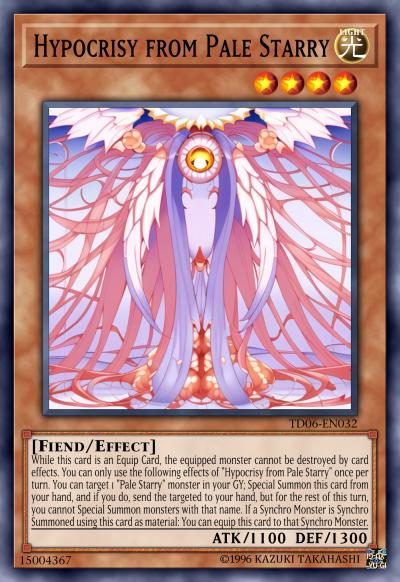 Hypocrisy from Pale Starry
LIGHT
光
TD06-EN032
[Fiend/Effect]
While this card is an Equip Card, the equipped monster cannot be destroyed by card
effects. You can only use the following effects of "Hypocrisy from Pale Starry" once per
turn. You can target 1 "Pale Starry" monster in your GY; Special Summon this card from
your hand, and if you do, send the targeted to your hand, but for the rest of this turn,
you cannot Special Summon monsters with that name. If a Synchro Monster is Synchro
Summoned using this card as material: You can equip this card to that Synchro Monster.
ATK/1100 DEF/1300
15004367
©1996 KAZUKI TAKAHASHI